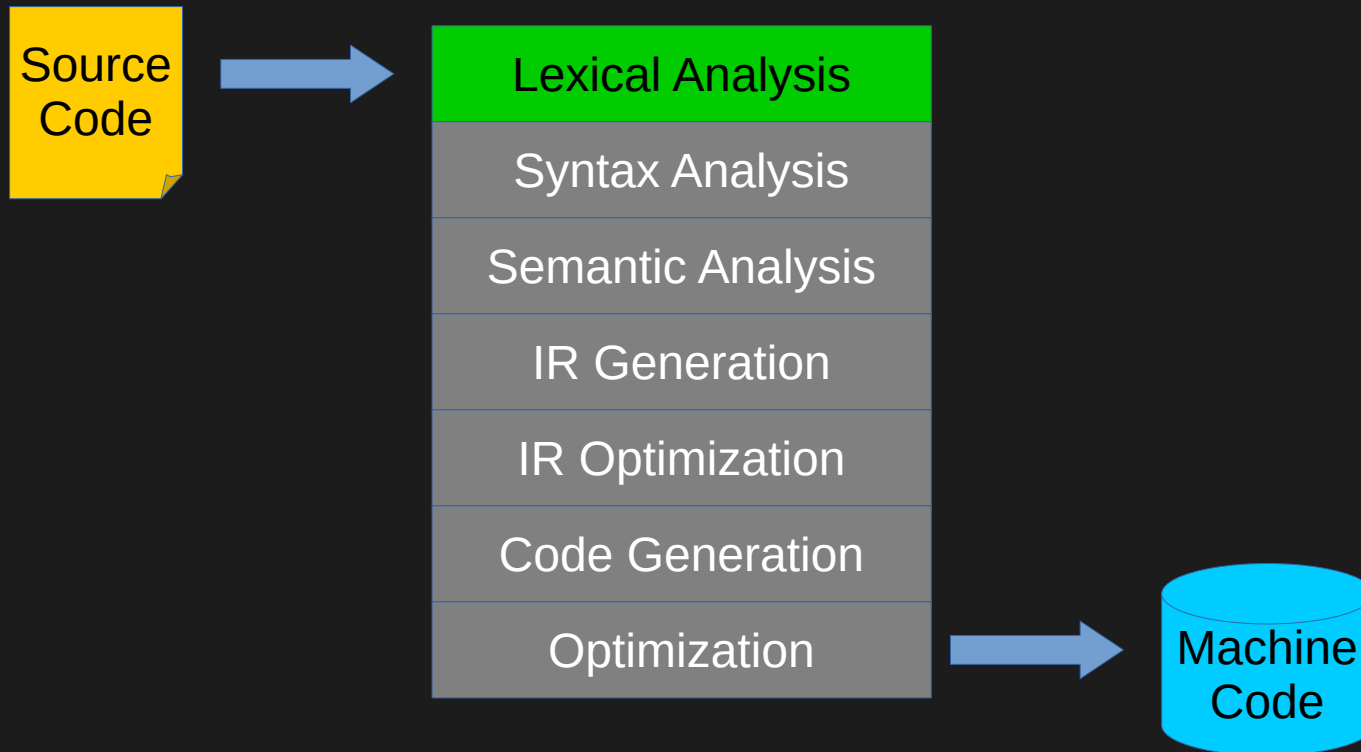 Source
Code
Lexical Analysis
Syntax Analysis
Semantic Analysis
IR Generation
IR Optimization
Code Generation
Optimization
Machine
Code